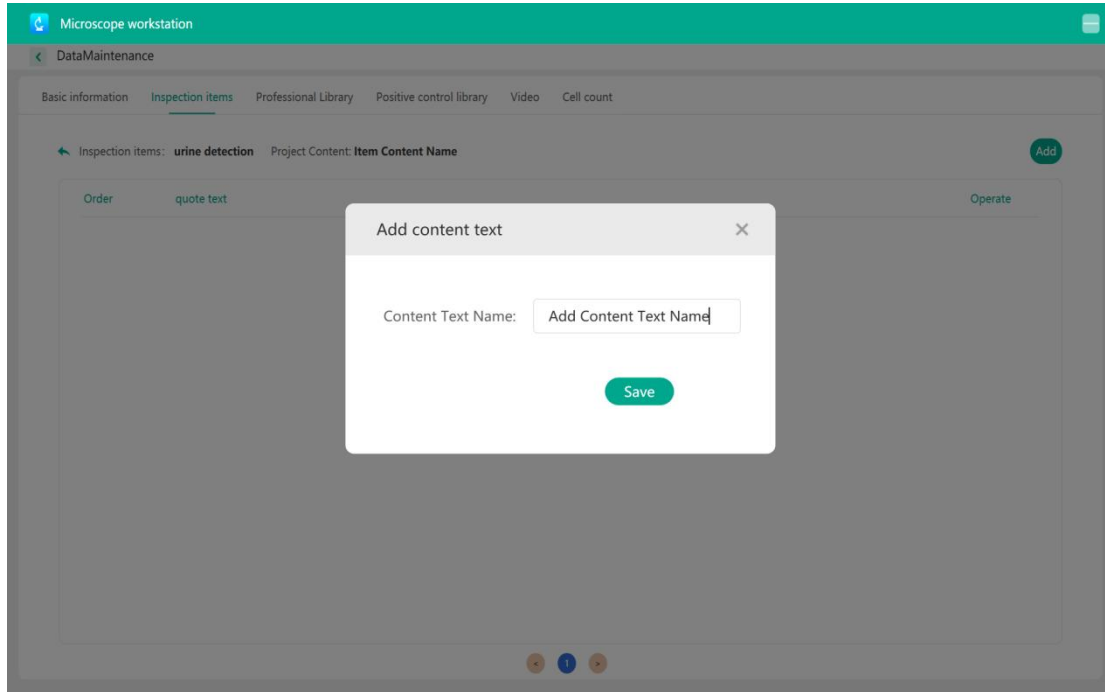 Microscope workstation
DataMaintenance
Basic information Inspection items Professional Library Positive control library Video Cell count
Inspection items: urine detection Project Content: Item Content Name Add
Order quote text Operate
Add content text
Content Text Name: Add Content Text Name
Save
< 1 >